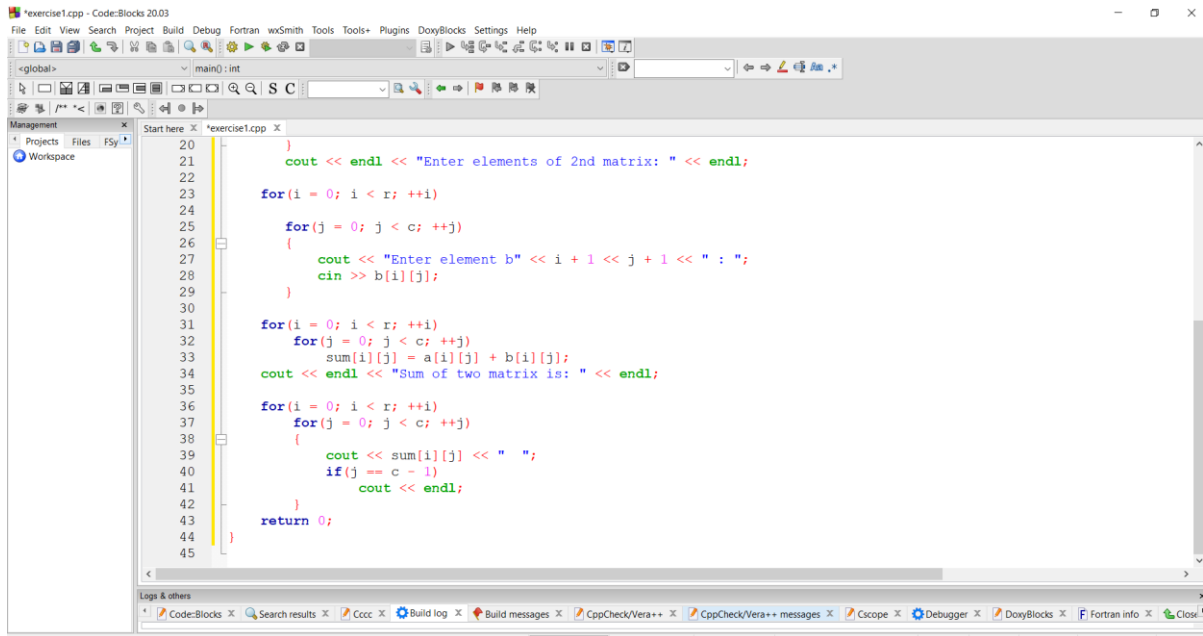 *exercise1.cpp - Code::Blocks 20.03
File Edit View Search Project Build Debug Fortran wxSmith Tools Tools+ Plugins DoxyBlocks Settings Help
<global> main() : int
S C
/** *<
Management
Projects Files FSy
Workspace
Start here X *exercise1.cpp X
20 }
21 cout << endl << "Enter elements of 2nd matrix: " << endl;
22
23 for(i = 0; i < r; ++i)
24
25 for(j = 0; j < c; ++j)
26 {
27 cout << "Enter element b" << i + 1 << j + 1 << " : ";
28 cin >> b[i][j];
29 }
30
31 for(i = 0; i < r; ++i)
32 for(j = 0; j < c; ++j)
33 sum[i][j] = a[i][j] + b[i][j];
34 cout << endl << "Sum of two matrix is: " << endl;
35
36 for(i = 0; i < r; ++i)
37 for(j = 0; j < c; ++j)
38 {
39 cout << sum[i][j] << "  ";
40 if(j == c - 1)
41 cout << endl;
42 }
43 return 0;
44 }
45
Logs & others
Code::Blocks X Search results X Cccc X Build log X Build messages X CppCheck/Vera++ X CppCheck/Vera++ messages X Cscope X Debugger X DoxyBlocks X Fortran info X Close